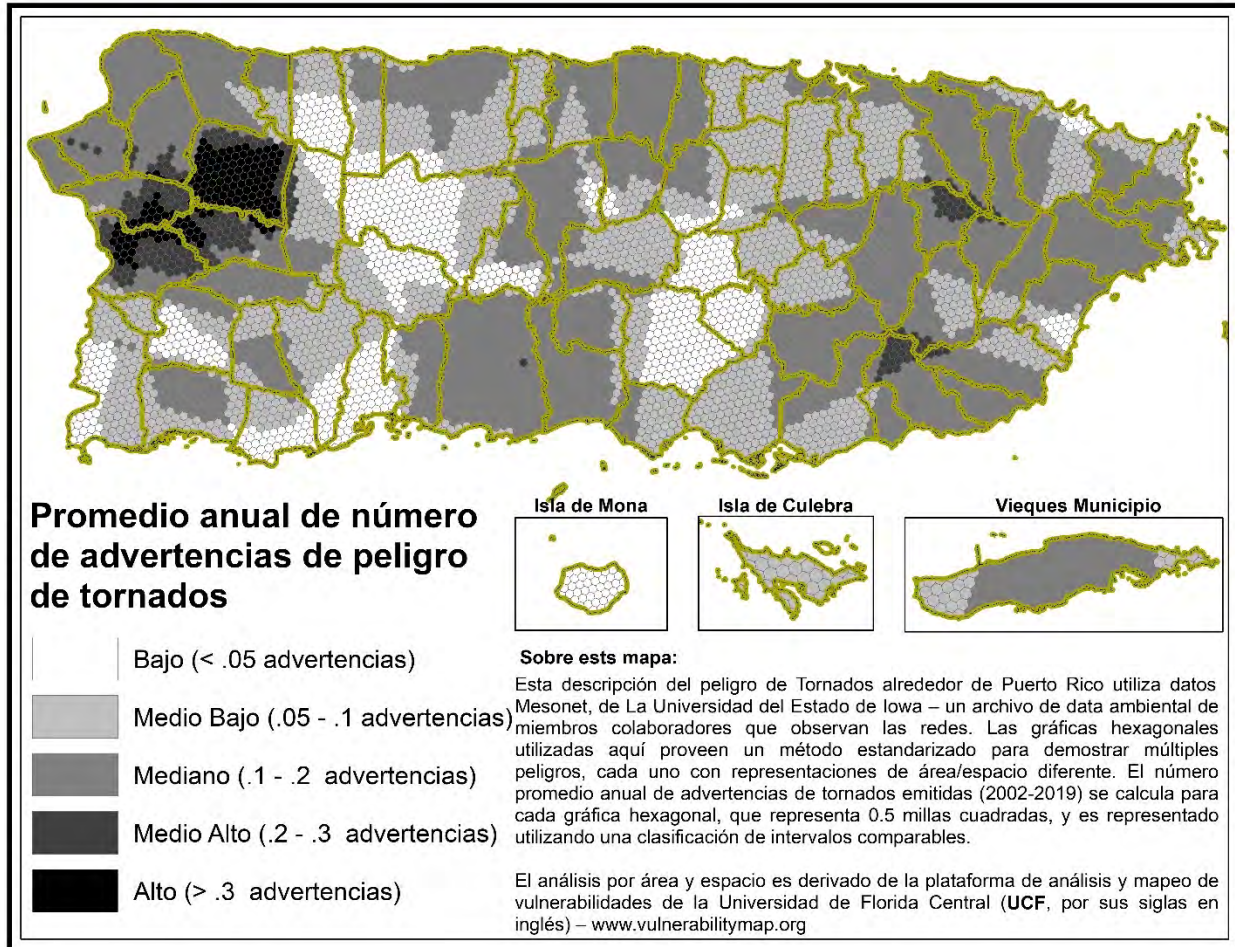 Isla de Mona
Isla de Culebra
Vieques Municipio
Promedio anual de número
de advertencias de peligro
de tornados
Bajo (< .05 advertencias)
Medio Bajo (.05 - .1 advertencias)
Mediano (.1 - .2 advertencias)
Medio Alto (.2 - .3 advertencias)
Alto (> .3 advertencias)
Sobre ests mapa:
Esta descripción del peligro de Tornados alrededor de Puerto Rico utiliza datos
Mesonet, de La Universidad del Estado de Iowa – un archivo de data ambiental de
miembros colaboradores que observan las redes. Las gráficas hexagonales
utilizadas aquí proveen un método estandarizado para demostrar múltiples
peligros, cada uno con representaciones de área/espacio diferente. El número
promedio anual de advertencias de tornados emitidas (2002-2019) se calcula para
cada gráfica hexagonal, que representa 0.5 millas cuadradas, y es representado
utilizando una clasificación de intervalos comparables.
El análisis por área y espacio es derivado de la plataforma de análisis y mapeo de
vulnerabilidades de la Universidad de Florida Central (UCF, por sus siglas en
inglés) – www.vulnerabilitymap.org